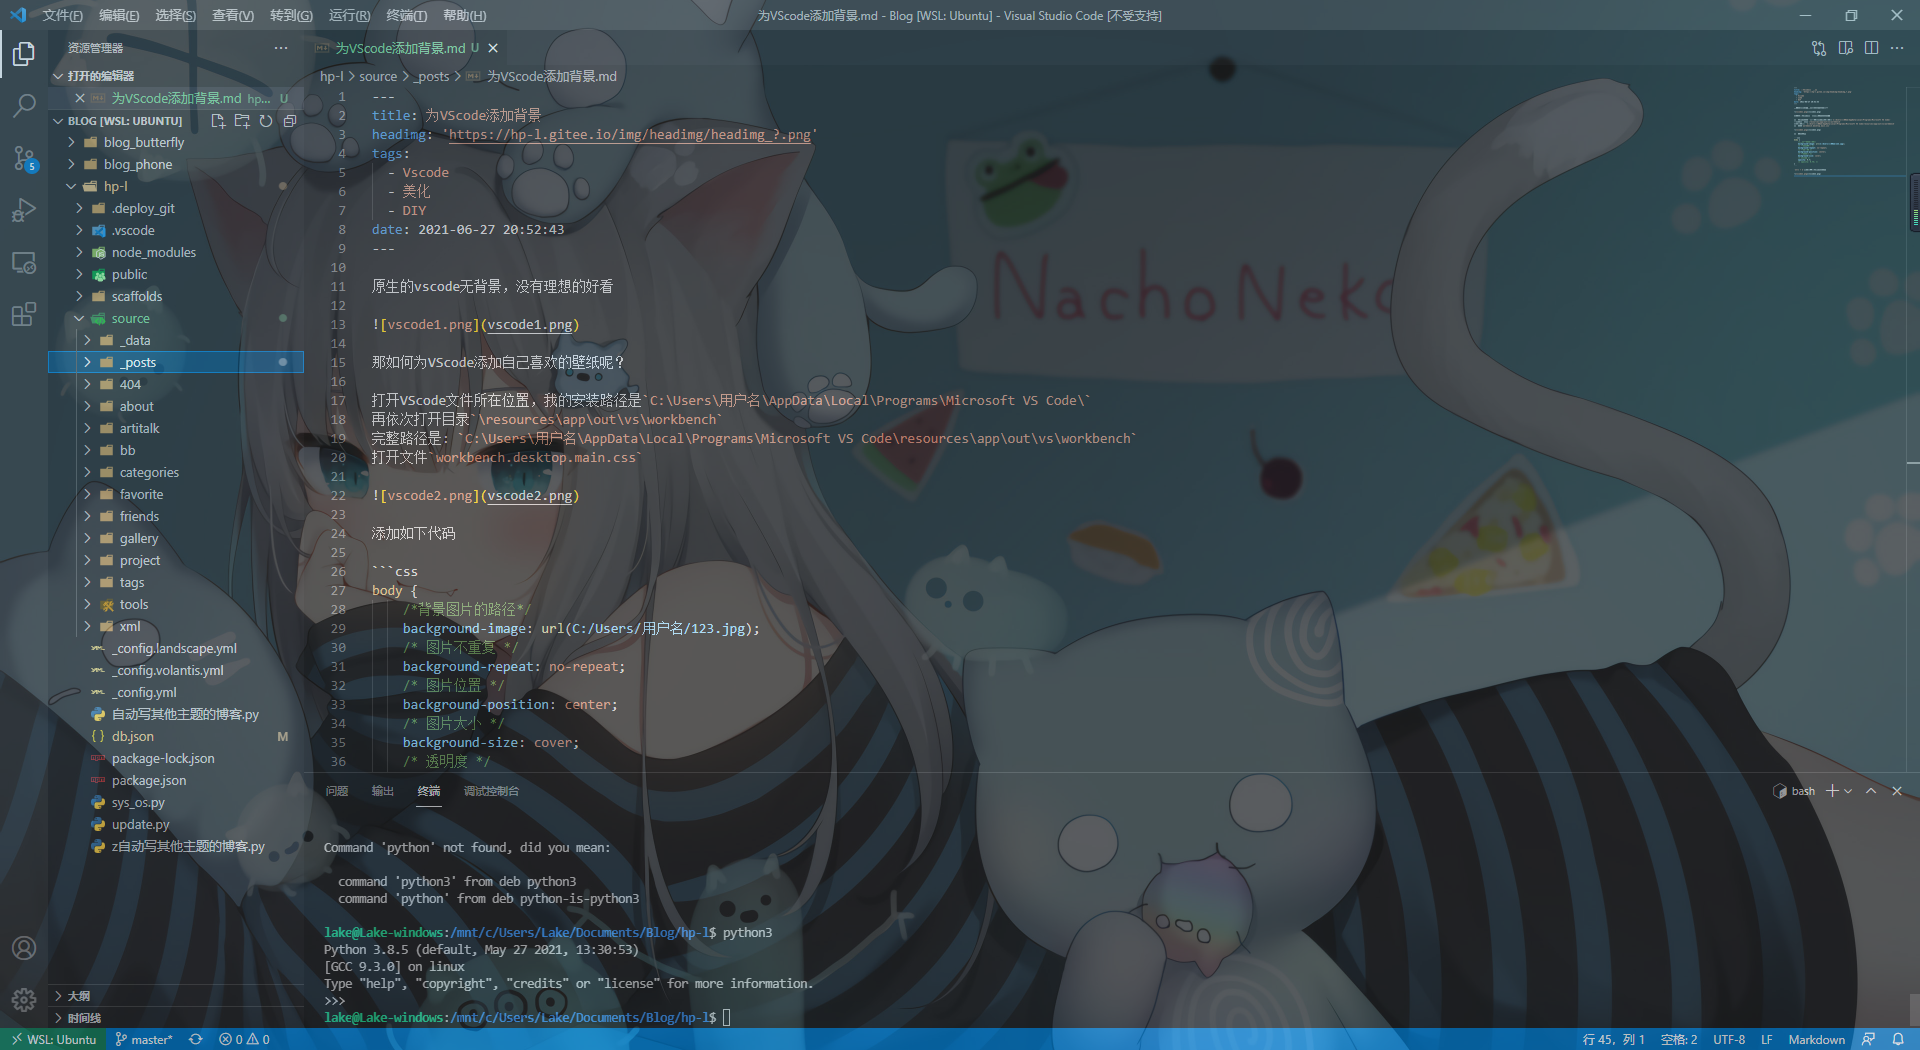 文件(F) 编辑(E) 选择(S) 查看(V) 转到(G) 运行(R) 终端(T) 帮助(H)
为VScode添加背景.md - Blog [WSL: Ubuntu] - Visual Studio Code [不受支持]
资源管理器
打开的编辑器
为VScode添加背景.md hp-... U
BLOG [WSL: UBUNTU]
blog_butterfly
blog_phone
hp-l
.deploy_git
.vscode
node_modules
public
scaffolds
source
_data
_posts
404
about
artitalk
bb
categories
favorite
friends
gallery
project
tags
tools
xml
_config.landscape.yml
_config.volantis.yml
_config.yml
自动写其他主题的博客.py
db.json M
package-lock.json
package.json
sys_os.py
update.py
z自动写其他主题的博客.py
大纲
时间线
5
为VScode添加背景.md U
hp-l > source > _posts > 为VScode添加背景.md
1 ---
2 title: 为VScode添加背景
3 headimg: 'https://hp-l.gitee.io/img/headimg/headimg_?.png'
4 tags:
5 - Vscode
6 - 美化
7 - DIY
8 date: 2021-06-27 20:52:43
9 ---
10
11 原生的vscode无背景，没有理想的好看
12
13 ![vscode1.png](vscode1.png)
14
15 那如何为VScode添加自己喜欢的壁纸呢？
16
17 打开VScode文件所在位置，我的安装路径是`C:\Users\用户名\AppData\Local\Programs\Microsoft VS Code\`
18 再依次打开目录`\resources\app\out\vs\workbench`
19 完整路径是：`C:\Users\用户名\AppData\Local\Programs\Microsoft VS Code\resources\app\out\vs\workbench`
20 打开文件`workbench.desktop.main.css`
21
22 ![vscode2.png](vscode2.png)
23
24 添加如下代码
25
26 ```css
27 body {
28 /*背景图片的路径*/
29 background-image: url(C:/Users/用户名/123.jpg);
30 /* 图片不重复 */
31 background-repeat: no-repeat;
32 /* 图片位置 */
33 background-position: center;
34 /* 图片大小 */
35 background-size: cover;
36 /* 透明度 */
Nacho Neko
问题 输出 终端 调试控制台
bash
Command 'python' not found, did you mean:
command 'python3' from deb python3
command 'python' from deb python-is-python3
lake@Lake-windows:/mnt/c/Users/Lake/Documents/Blog/hp-l$ python3
Python 3.8.5 (default, May 27 2021, 13:30:53)
[GCC 9.3.0] on linux
Type "help", "copyright", "credits" or "license" for more information.
>>>
lake@Lake-windows:/mnt/c/Users/Lake/Documents/Blog/hp-l$
WSL: Ubuntu master* 0 0
行 45，列 1 空格: 2 UTF-8 LF Markdown